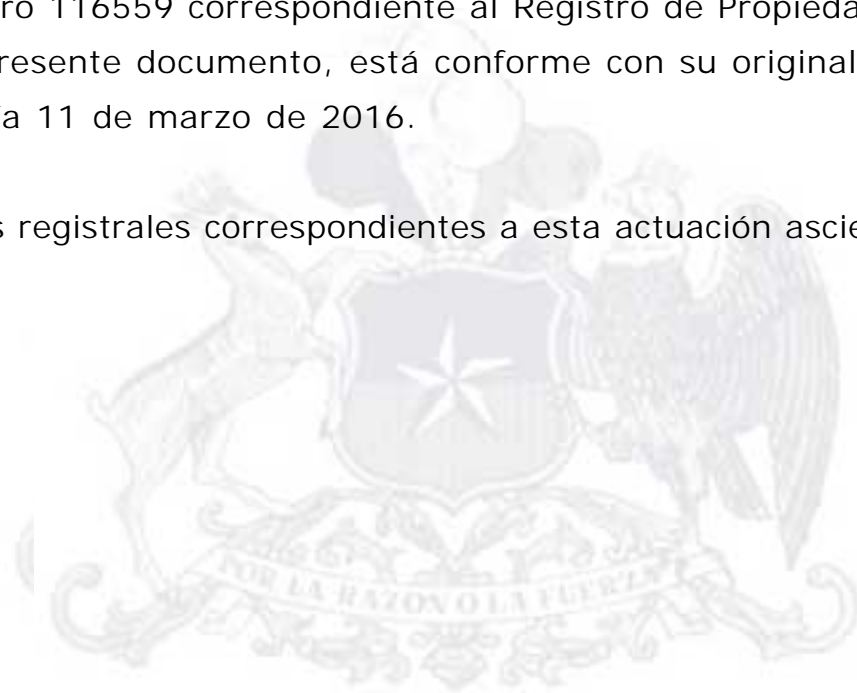 ro 116559 correspondiente al Registro de Propieda
resente documento, está conforme con su original
ía 11 de marzo de 2016.
s registrales correspondientes a esta actuación ascie
POR LA RAZON O LA FUERZA